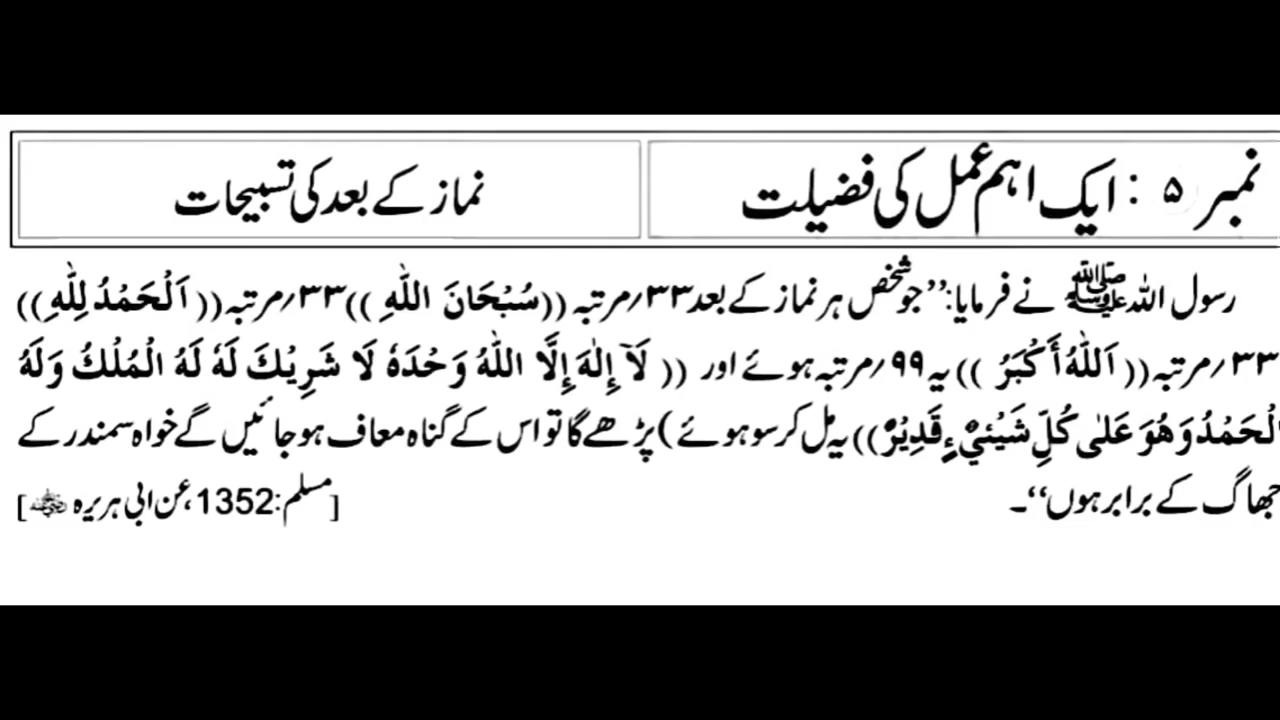 نمبر ۵ : ایک اہم عمل کی فضیلت
نماز کے بعد کی تسبیحات
رسول اللہ ﷺ نے فرمایا: ’’جو شخص ہر نماز کے بعد ۳۳؍مرتبہ ((سُبْحَانَ اللّٰهِ)) ۳۳؍مرتبہ ((اَلْحَمْدُ لِلّٰهِ))
۳۳؍مرتبہ ((اَللّٰهُ أَكْبَرُ)) یہ ۹۹؍مرتبہ ہوئے اور ((لَآ إِلٰهَ إِلَّا اللّٰهُ وَحْدَهٗ لَا شَرِيْكَ لَهٗ لَهُ الْمُلْكُ وَلَهُ
لْحَمْدُ وَهُوَ عَلٰى كُلِّ شَيْئيْءٍ قَدِيْرٌ)) یہ مل کر سو ہوئے) پڑھے گا تو اس کے گناہ معاف ہو جائیں گے خواہ سمندر کے
جھاگ کے برابر ہوں‘‘۔
[مسلم: 1352، عن ابی ہریرہ ؓ]